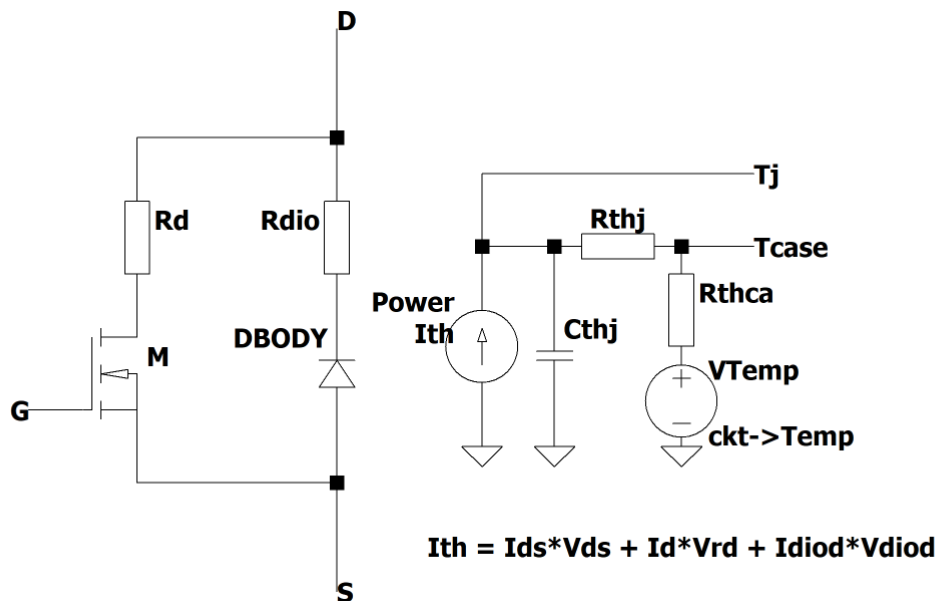 D
Tj
Rd
Rdio
Rthj
Tcase
Rthca
Power
Ith
Cthj
DBODY
M
VTemp
G
ckt->Temp
Ith = Ids*Vds + Id*Vrd + Idiod*Vdiod
S